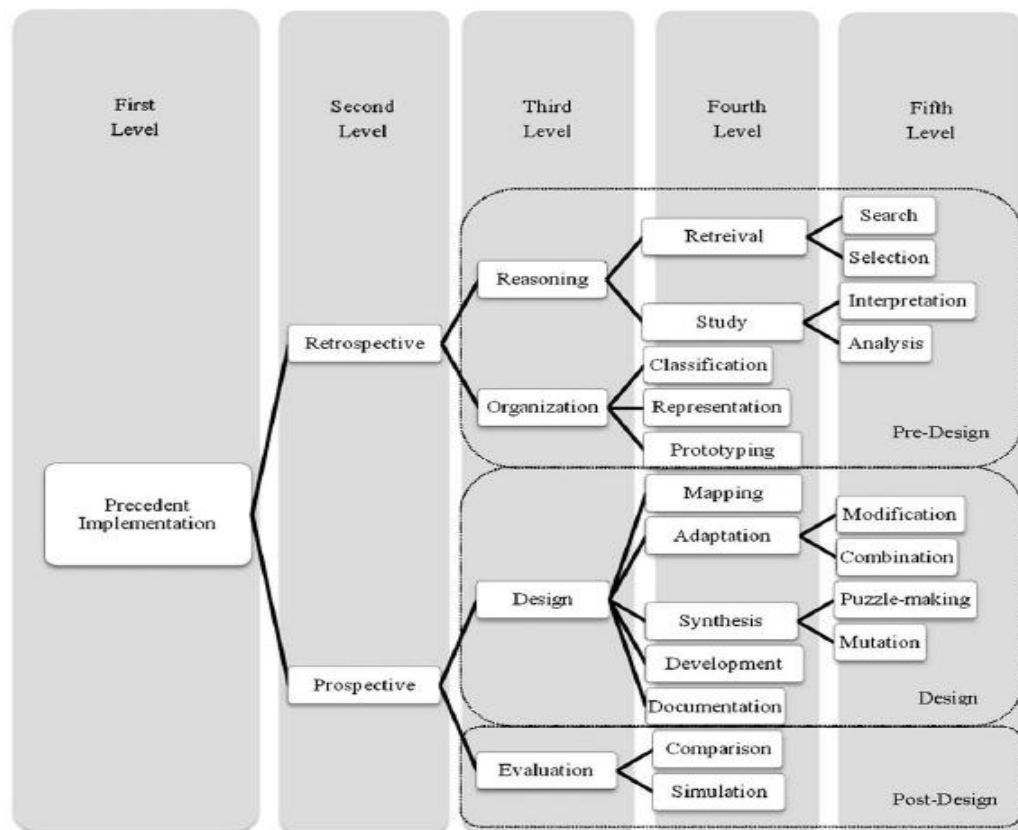 First
Level
Second
Level
Third
Level
Fourth
Level
Fifth
Level
Precedent
Implementation
Retrospective
Prospective
Reasoning
Organization
Design
Evaluation
Retreival
Study
Classification
Representation
Prototyping
Mapping
Adaptation
Synthesis
Development
Documentation
Comparison
Simulation
Search
Selection
Interpretation
Analysis
Pre-Design
Modification
Combination
Puzzle-making
Mutation
Design
Post-Design